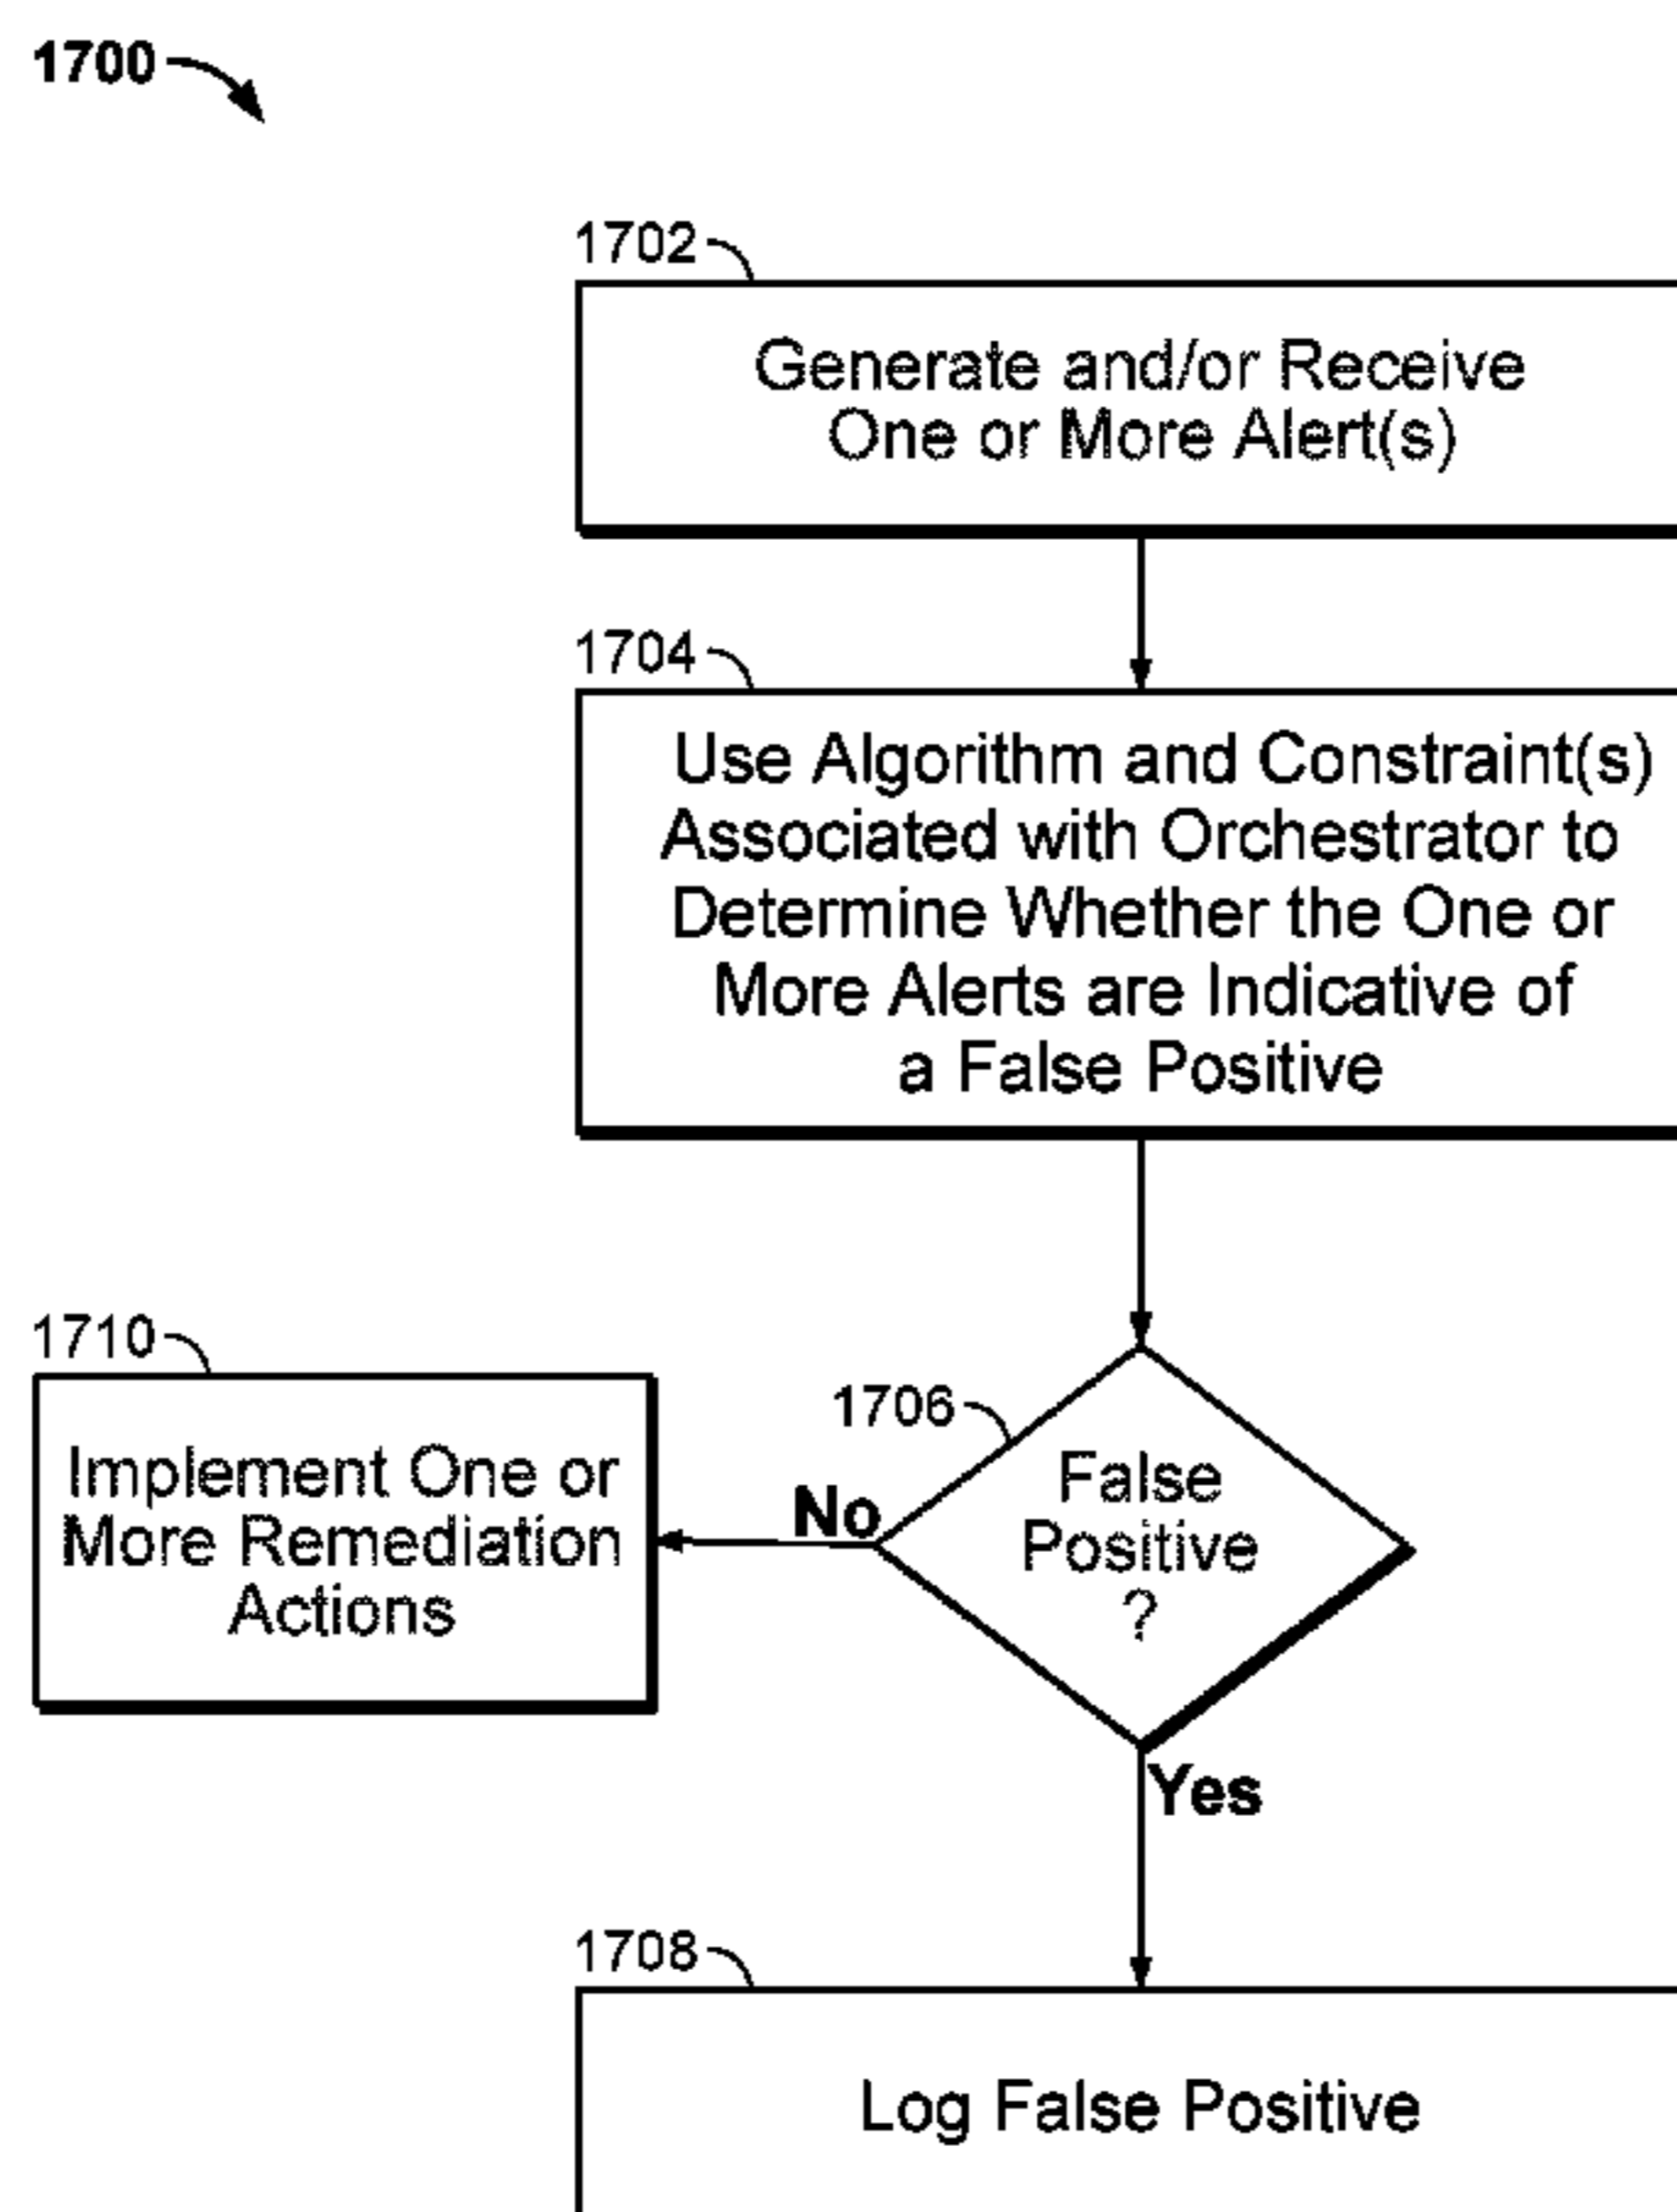 1700
1702
Generate and/or Receive
One or More Alert(s)
1704
Use Algorithm and Constraint(s)
Associated with Orchestrator to
Determine Whether the One or
More Alerts are Indicative of
a False Positive
1706
False
Positive
?
No
1710
Implement One or
More Remediation
Actions
Yes
1708
Log False Positive